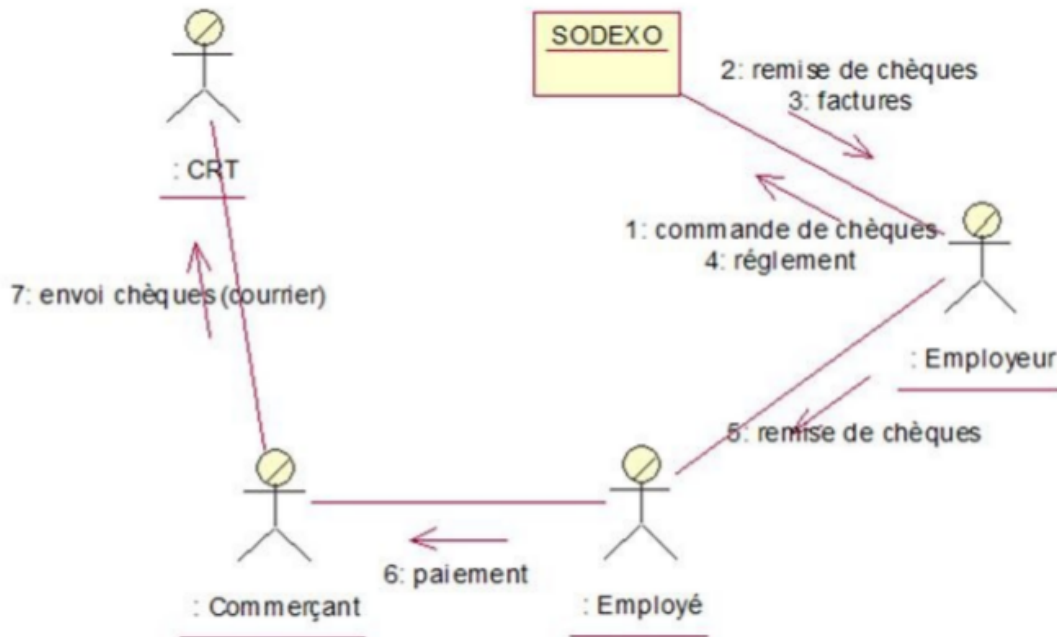 SODEXO
2: remise de chèques
3: factures
: CRT
1: commande de chèques
4: réglement
7: envoi chèques (courrier)
: Employeur
5: remise de chèques
6: paiement
: Commerçant
: Employé